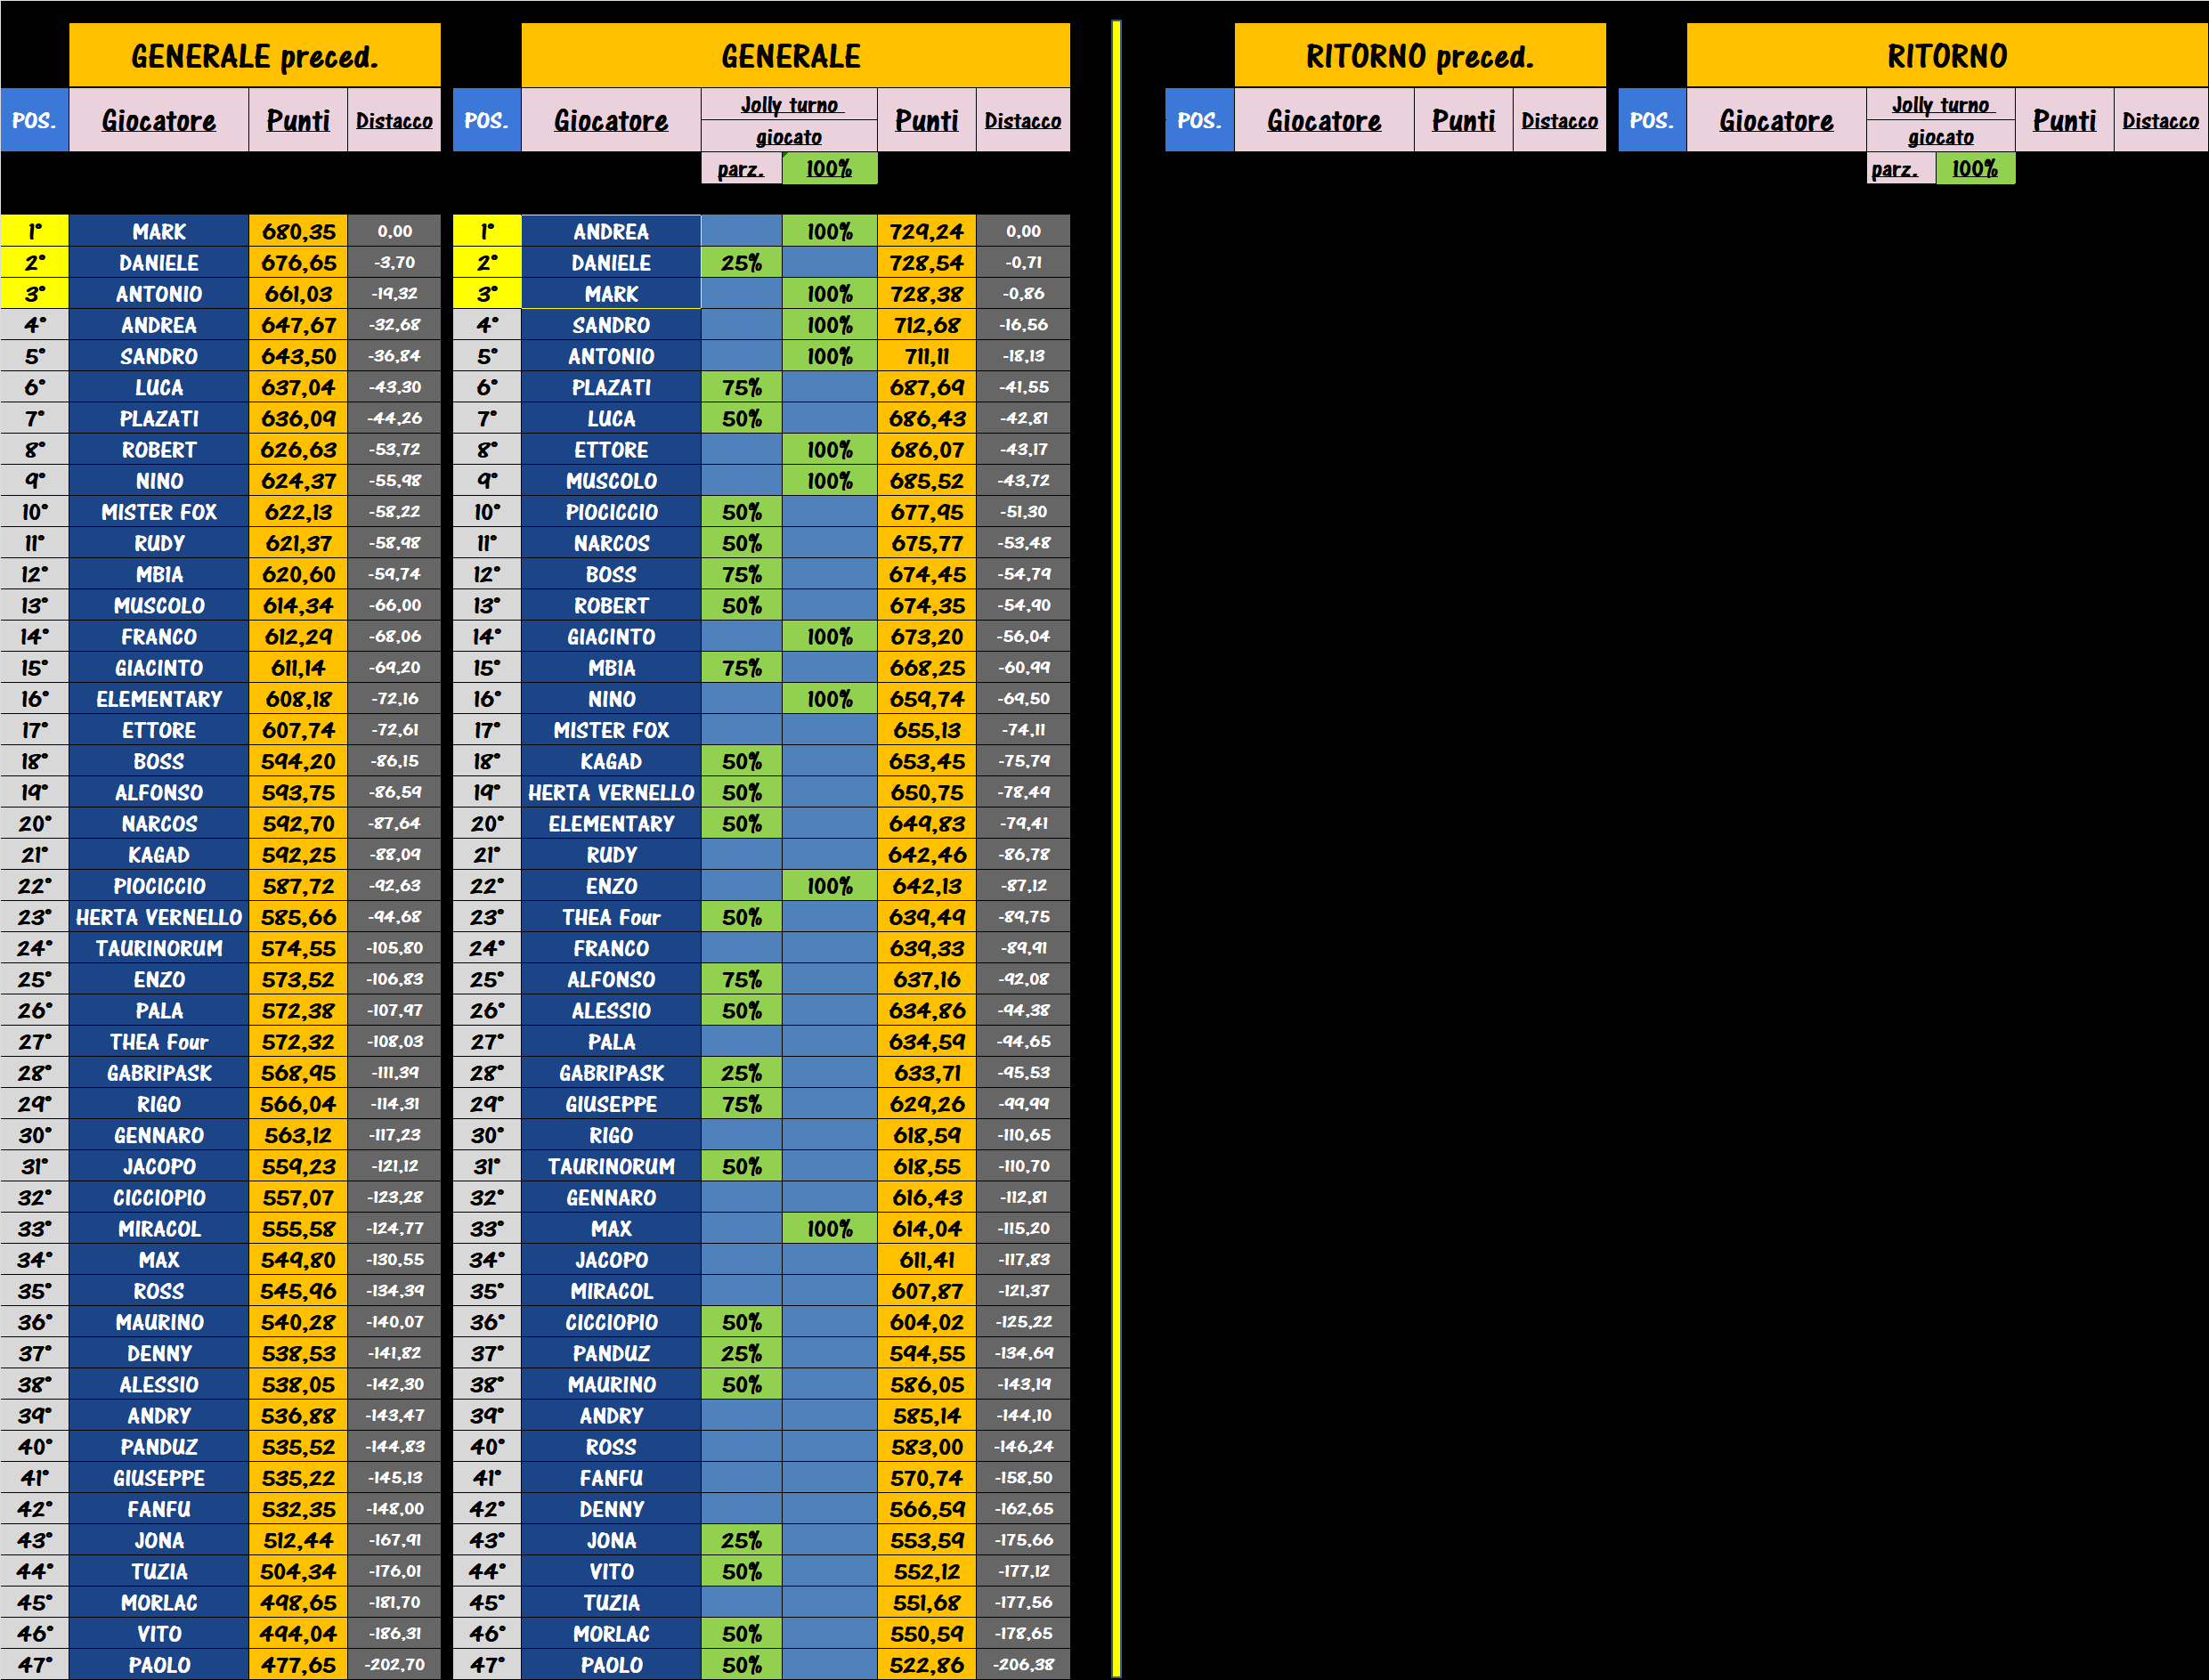 GENERALE preced. GENERALE RITORNO preced. RITORNO
POS. Giocatore Punti Distacco POS. Giocatore Jolly turno giocato Punti Distacco POS. Giocatore Punti Distacco POS. Giocatore Jolly turno giocato Punti Distacco
parz. 100% parz. 100%
1° MARK 680,35 0,00 1° ANDREA 100% 729,24 0,00
2° DANIELE 676,65 -3,70 2° DANIELE 25% 728,54 -0,71
3° ANTONIO 661,03 -19,32 3° MARK 100% 728,38 -0,86
4° ANDREA 647,67 -32,68 4° SANDRO 100% 712,68 -16,56
5° SANDRO 643,50 -36,84 5° ANTONIO 100% 711,11 -18,13
6° LUCA 637,04 -43,30 6° PLAZATI 75% 687,69 -41,55
7° PLAZATI 636,09 -44,26 7° LUCA 50% 686,43 -42,81
8° ROBERT 626,63 -53,72 8° ETTORE 100% 686,07 -43,17
9° NINO 624,37 -55,98 9° MUSCOLO 100% 685,52 -43,72
10° MISTER FOX 622,13 -58,22 10° PIOCICCIO 50% 677,95 -51,30
11° RUDY 621,37 -58,98 11° NARCOS 50% 675,77 -53,48
12° MBIA 620,60 -59,74 12° BOSS 75% 674,45 -54,79
13° MUSCOLO 614,34 -66,00 13° ROBERT 50% 674,35 -54,90
14° FRANCO 612,29 -68,06 14° GIACINTO 100% 673,20 -56,04
15° GIACINTO 611,14 -69,20 15° MBIA 75% 668,25 -60,99
16° ELEMENTARY 608,18 -72,16 16° NINO 100% 659,74 -69,50
17° ETTORE 607,74 -72,61 17° MISTER FOX 655,13 -74,11
18° BOSS 594,20 -86,15 18° KAGAD 50% 653,45 -75,79
19° ALFONSO 593,75 -86,59 19° HERTA VERNELLO 50% 650,75 -78,49
20° NARCOS 592,70 -87,64 20° ELEMENTARY 50% 649,83 -79,41
21° KAGAD 592,25 -88,09 21° RUDY 642,46 -86,78
22° PIOCICCIO 587,72 -92,63 22° ENZO 100% 642,13 -87,12
23° HERTA VERNELLO 585,66 -94,68 23° THEA Four 50% 639,49 -89,75
24° TAURINORUM 574,55 -105,80 24° FRANCO 639,33 -89,91
25° ENZO 573,52 -106,83 25° ALFONSO 75% 637,16 -92,08
26° PALA 572,38 -107,97 26° ALESSIO 50% 634,86 -94,38
27° THEA Four 572,32 -108,03 27° PALA 634,59 -94,65
28° GABRIPASK 568,95 -111,39 28° GABRIPASK 25% 633,71 -95,53
29° RIGO 566,04 -114,31 29° GIUSEPPE 75% 629,26 -99,99
30° GENNARO 563,12 -117,23 30° RIGO 618,59 -110,65
31° JACOPO 559,23 -121,12 31° TAURINORUM 50% 618,55 -110,70
32° CICCIOPIO 557,07 -123,28 32° GENNARO 616,43 -112,81
33° MIRACOL 555,58 -124,77 33° MAX 100% 614,04 -115,20
34° MAX 549,80 -130,55 34° JACOPO 611,41 -117,83
35° ROSS 545,96 -134,39 35° MIRACOL 607,87 -121,37
36° MAURINO 540,28 -140,07 36° CICCIOPIO 50% 604,02 -125,22
37° DENNY 538,53 -141,82 37° PANDUZ 25% 594,55 -134,69
38° ALESSIO 538,05 -142,30 38° MAURINO 50% 586,05 -143,19
39° ANDRY 536,88 -143,47 39° ANDRY 585,14 -144,10
40° PANDUZ 535,52 -144,83 40° ROSS 583,00 -146,24
41° GIUSEPPE 535,22 -145,13 41° FANFU 570,74 -158,50
42° FANFU 532,35 -148,00 42° DENNY 566,59 -162,65
43° JONA 512,44 -167,91 43° JONA 25% 553,59 -175,66
44° TUZIA 504,34 -176,01 44° VITO 50% 552,12 -177,12
45° MORLAC 498,65 -181,70 45° TUZIA 551,68 -177,56
46° VITO 494,04 -186,31 46° MORLAC 50% 550,59 -178,65
47° PAOLO 477,65 -202,70 47° PAOLO 50% 522,86 -206,38